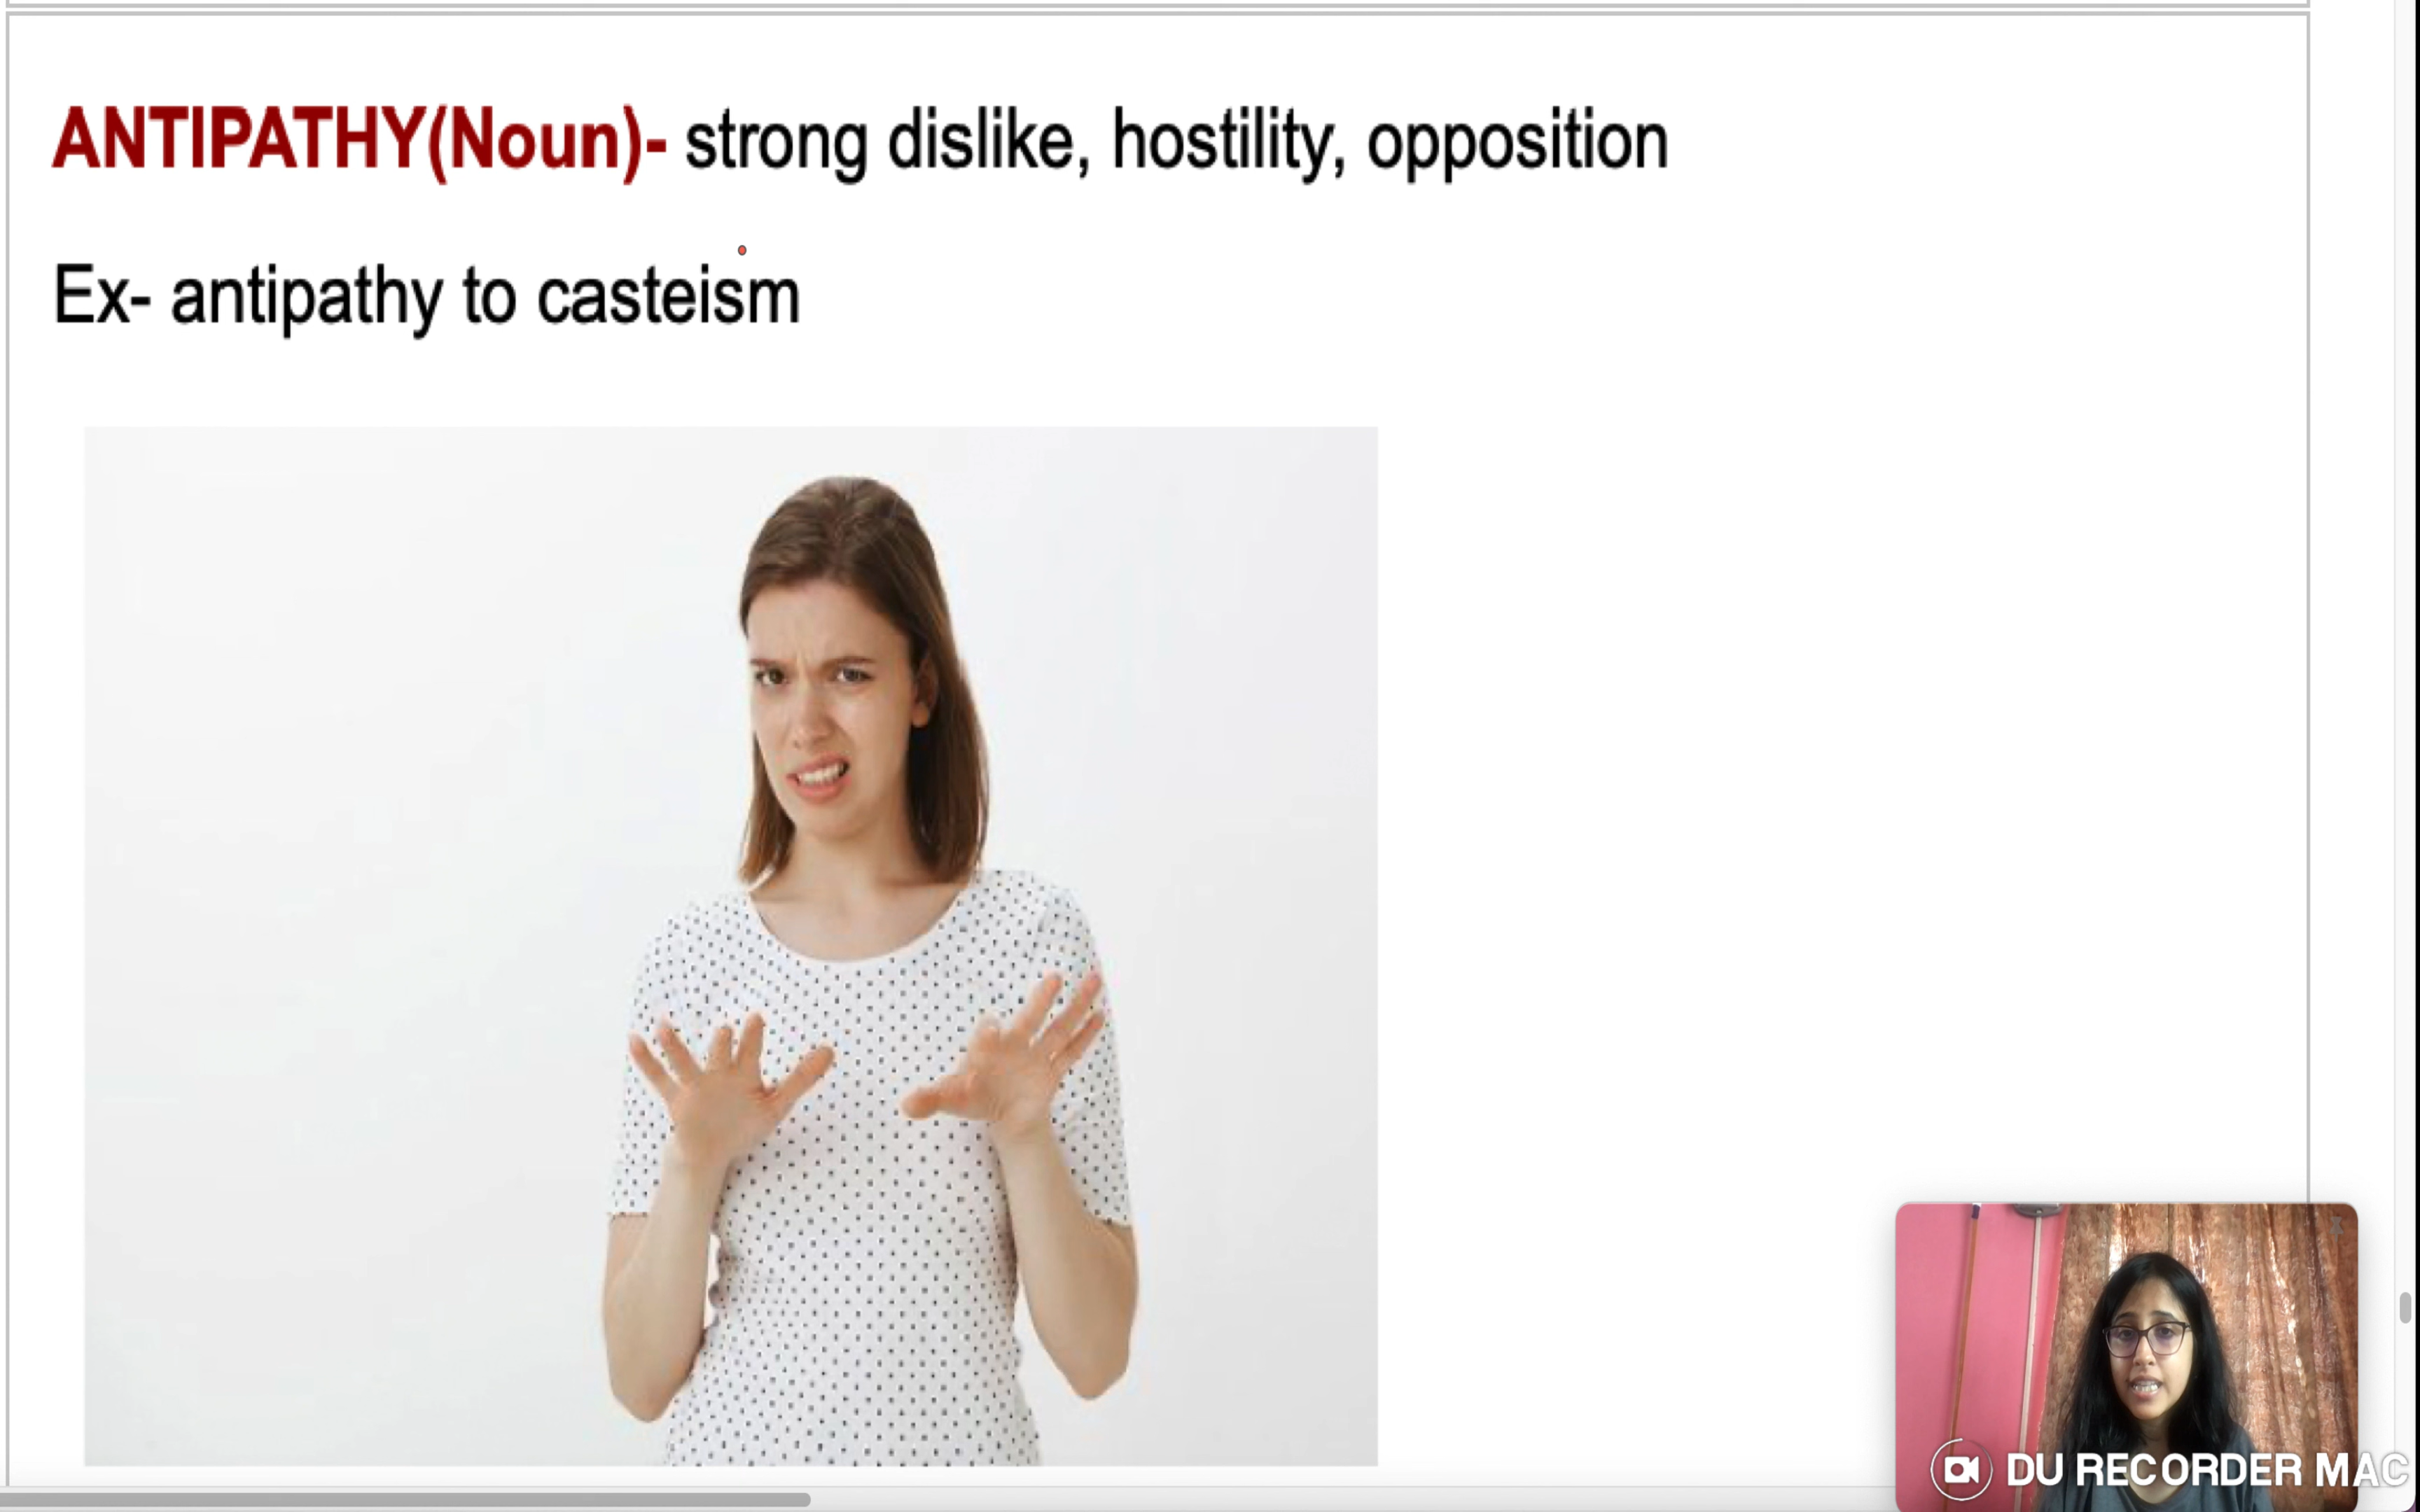 ANTIPATHY(Noun)- strong dislike, hostility, opposition
Ex- antipathy to casteism
DU RECORDER MAC